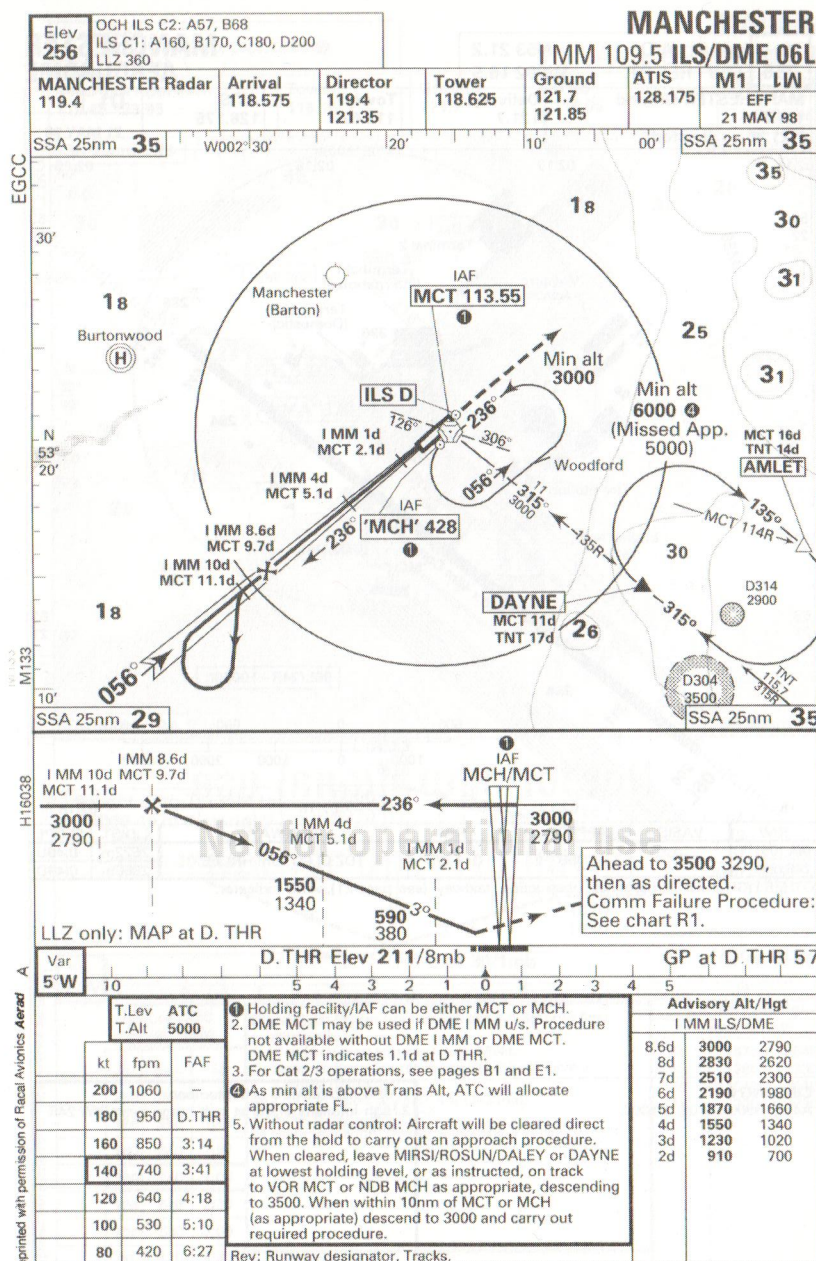 MANCHESTER
I MM 109.5 ILS/DME 06L
Elev
256
OCH ILS C2: A57, B68
ILS C1: A160, B170, C180, D200
LLZ 360
MANCHESTER Radar
119.4
Arrival
118.575
Director
119.4
121.35
Tower
118.625
Ground
121.7
121.85
ATIS
128.175
M1
EFF
21 MAY 98
SSA 25nm 35
W002° 30'
20'
10'
00'
SSA 25nm 35
EGCC
35
18
30
30'
31
IAF
MCT 113.55
❶
Manchester
(Barton)
18
25
Burtonwood
H
Min alt
3000
31
ILS D
236°
Min alt
6000 ❹
(Missed App.
5000)
126°
306°
I MM 1d
MCT 2.1d
MCT 16d
TNT 14d
AMLET
N
53°
20'
Woodford
I MM 4d
MCT 5.1d
056°
11
3000
315°
135°
MCT 114R
IAF
'MCH' 428
❶
236°
135R
I MM 8.6d
MCT 9.7d
30
I MM 10d
MCT 11.1d
D314
2900
DAYNE
MCT 11d
TNT 17d
18
26
315°
056°
D304
3500
TNT
115.7
315R
M133
10'
SSA 25nm 29
SSA 25nm 35
H16038
I MM 8.6d
MCT 9.7d
I MM 10d
MCT 11.1d
❶
IAF
MCH/MCT
236°
3000
2790
3000
2790
Not for operational use
I MM 4d
MCT 5.1d
056°
I MM 1d
MCT 2.1d
1550
1340
3°
590
380
Ahead to 3500 3290,
then as directed.
Comm Failure Procedure:
See chart R1.
LLZ only: MAP at D. THR
Var
5°W
D.THR Elev 211/8mb
GP at D THR 57
10 5 4 3 2 1 0 1 2 3 4 5
T.Lev ATC
T.Alt 5000
kt fpm FAF
200 1060 –
180 950 D.THR
160 850 3:14
140 740 3:41
120 640 4:18
100 530 5:10
80 420 6:27
❶ Holding facility/IAF can be either MCT or MCH.
2. DME MCT may be used if DME I MM u/s. Procedure
not available without DME I MM or DME MCT.
DME MCT indicates 1.1d at D THR.
3. For Cat 2/3 operations, see pages B1 and E1.
❹ As min alt is above Trans Alt, ATC will allocate
appropriate FL.
5. Without radar control: Aircraft will be cleared direct
from the hold to carry out an approach procedure.
When cleared, leave MIRSI/ROSUN/DALEY or DAYNE
at lowest holding level, or as instructed, on track
to VOR MCT or NDB MCH as appropriate, descending
to 3500. When within 10nm of MCT or MCH
(as appropriate) descend to 3000 and carry out
required procedure.
Rev: Runway designator. Tracks.
Advisory Alt/Hgt
I MM ILS/DME
8.6d 3000 2790
8d 2830 2620
7d 2510 2300
6d 2190 1980
5d 1870 1660
4d 1550 1340
3d 1230 1020
2d 910 700
A
printed with permission of Racal Avionics Aerad